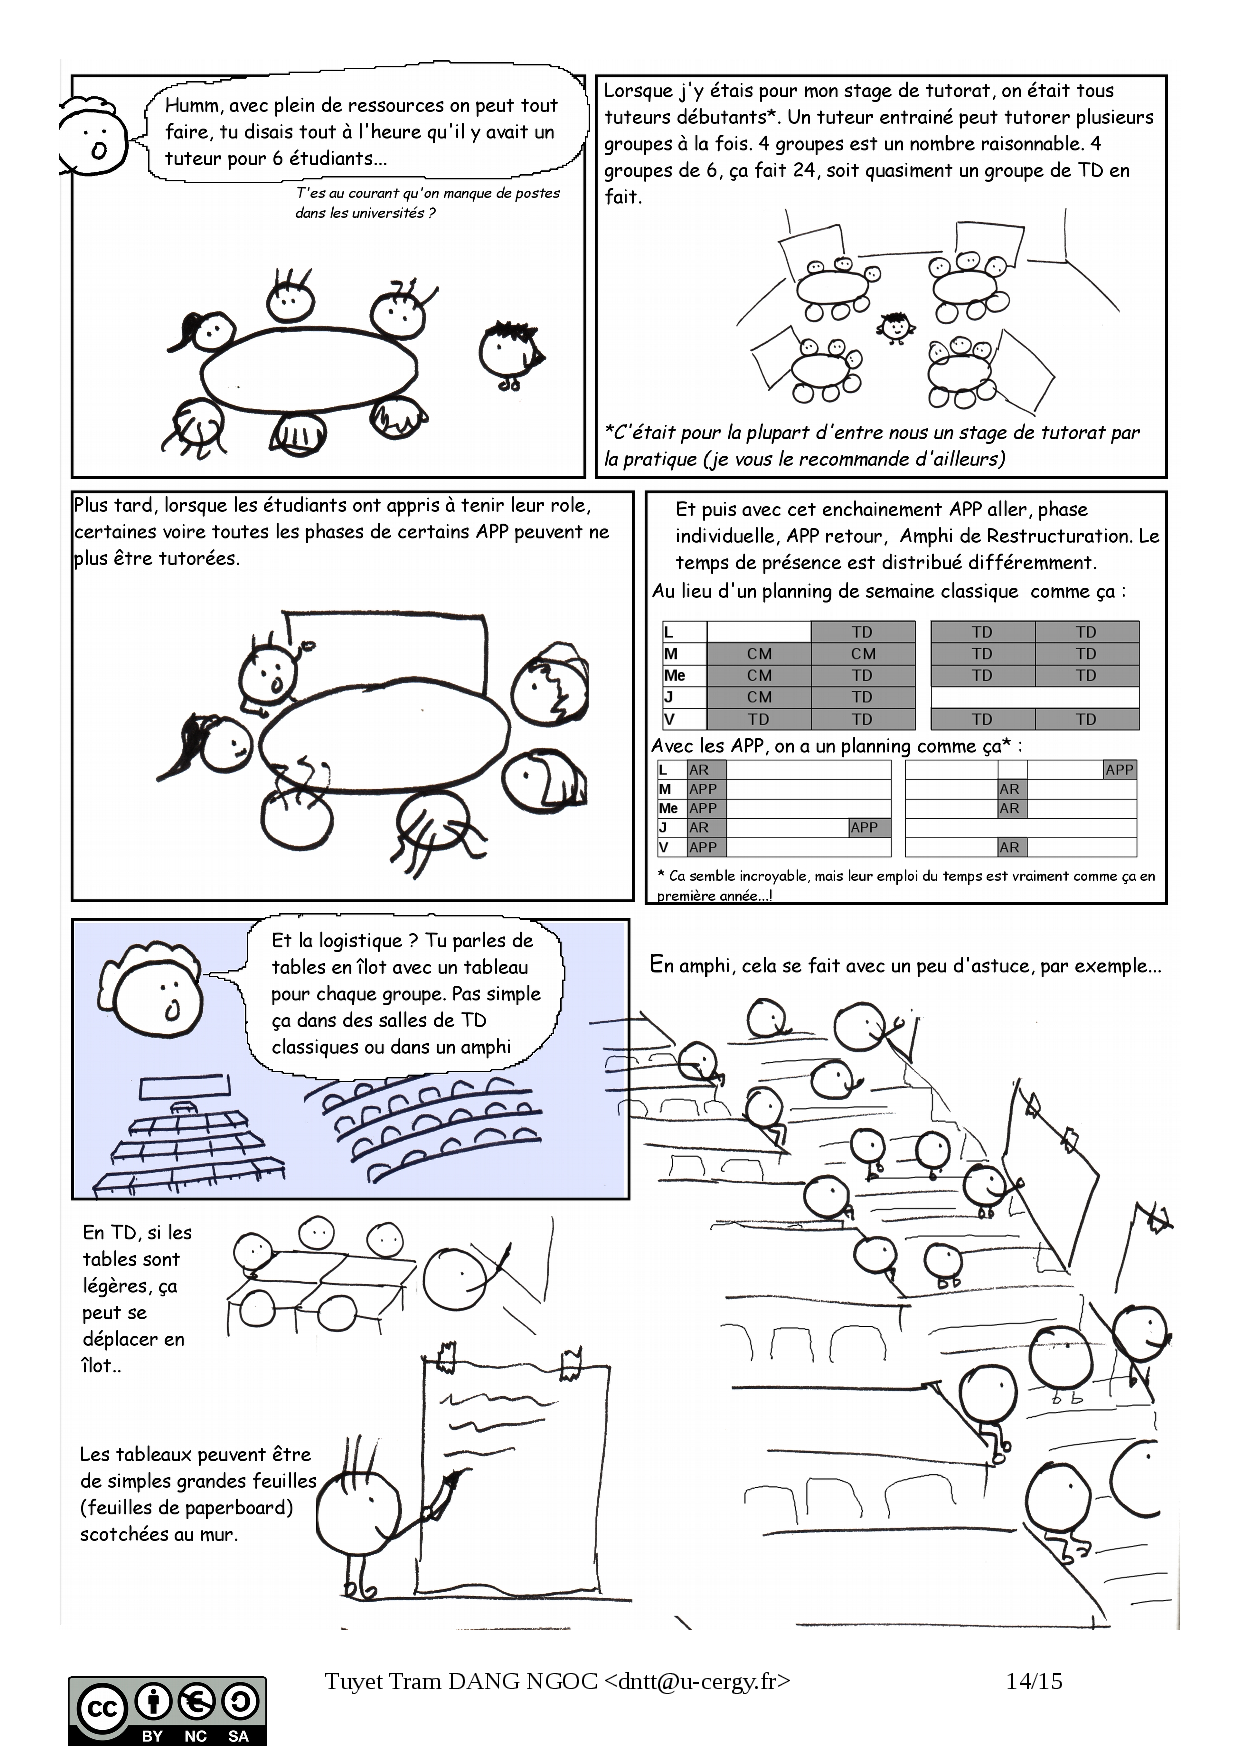 Humm, avec plein de ressources on peut tout
faire, tu disais tout à l'heure qu'il y avait un
tuteur pour 6 étudiants...
T'es au courant qu'on manque de postes
dans les universités ?
Lorsque j'y étais pour mon stage de tutorat, on était tous
tuteurs débutants*. Un tuteur entrainé peut tutorer plusieurs
groupes à la fois. 4 groupes est un nombre raisonnable. 4
groupes de 6, ça fait 24, soit quasiment un groupe de TD en
fait.
*C'était pour la plupart d'entre nous un stage de tutorat par
la pratique (je vous le recommande d'ailleurs)
Plus tard, lorsque les étudiants ont appris à tenir leur role,
certaines voire toutes les phases de certains APP peuvent ne
plus être tutorées.
Et puis avec cet enchainement APP aller, phase
individuelle, APP retour, Amphi de Restructuration. Le
temps de présence est distribué différemment.
Au lieu d'un planning de semaine classique comme ça :
L TD TD TD
M CM CM TD TD
Me CM TD TD TD
J CM TD
V TD TD TD TD
Avec les APP, on a un planning comme ça* :
L AR APP
M APP AR
Me APP AR
J AR APP
V APP AR
* Ca semble incroyable, mais leur emploi du temps est vraiment comme ça en
première année...!
Et la logistique ? Tu parles de
tables en îlot avec un tableau
pour chaque groupe. Pas simple
ça dans des salles de TD
classiques ou dans un amphi
En amphi, cela se fait avec un peu d'astuce, par exemple...
En TD, si les
tables sont
légères, ça
peut se
déplacer en
îlot..
Les tableaux peuvent être
de simples grandes feuilles
(feuilles de paperboard)
scotchées au mur.
Tuyet Tram DANG NGOC <dntt@u-cergy.fr> 14/15
cc
BY NC SA